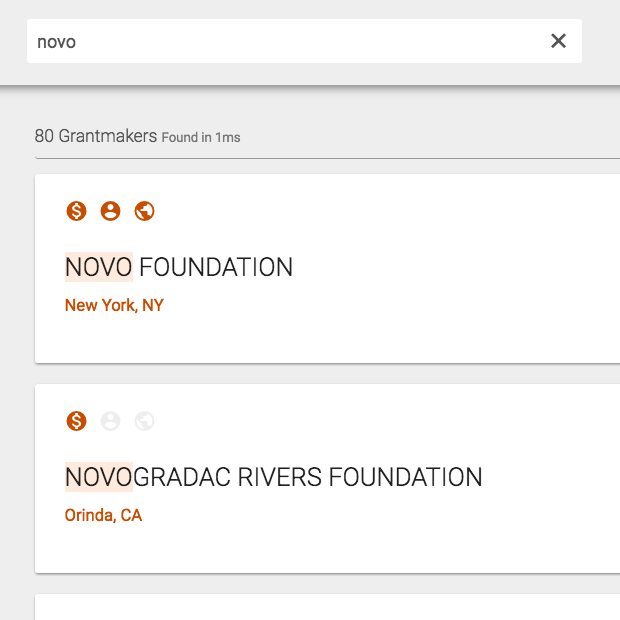 novo
80 Grantmakers Found in 1ms
NOVO FOUNDATION
New York, NY
NOVOGRADAC RIVERS FOUNDATION
Orinda, CA